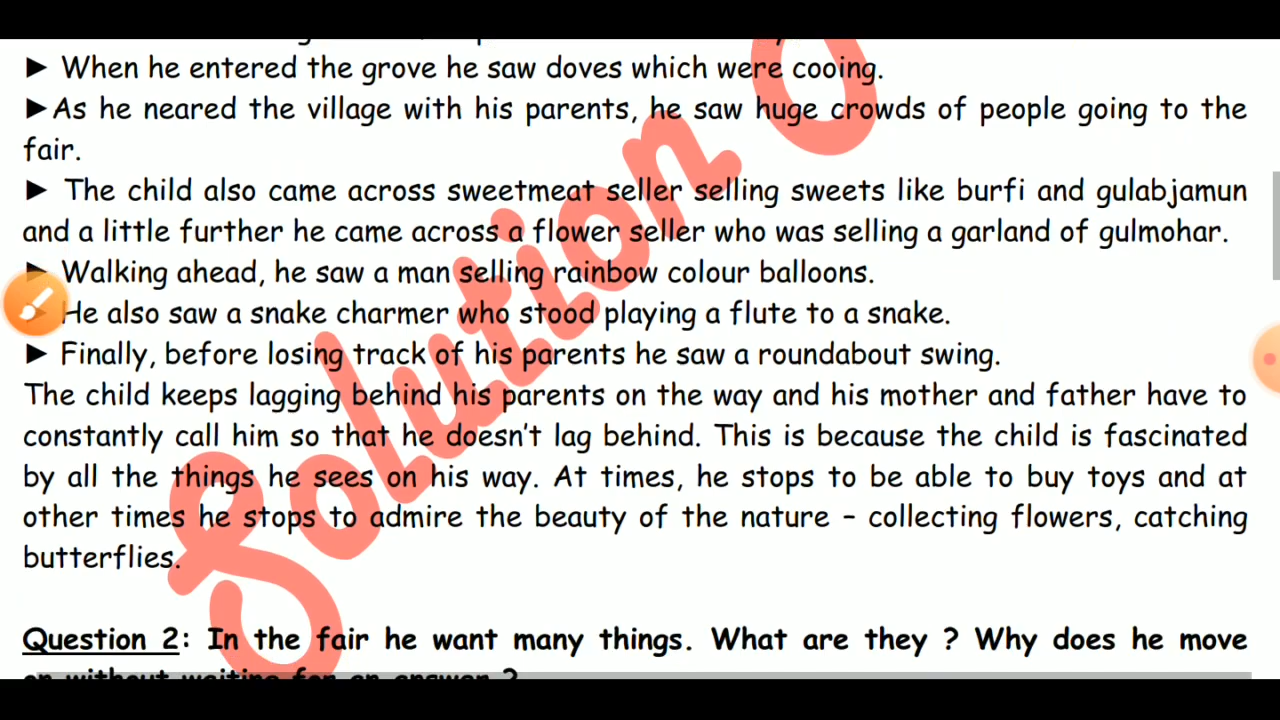 ► When he entered the grove he saw doves which were cooing.
►As he neared the village with his parents, he saw huge crowds of people going to the
fair.
► The child also came across sweetmeat seller selling sweets like burfi and gulabjamun
and a little further he came across a flower seller who was selling a garland of gulmohar.
► Walking ahead, he saw a man selling rainbow colour balloons.
► He also saw a snake charmer who stood playing a flute to a snake.
► Finally, before losing track of his parents he saw a roundabout swing.
The child keeps lagging behind his parents on the way and his mother and father have to
constantly call him so that he doesn't lag behind. This is because the child is fascinated
by all the things he sees on his way. At times, he stops to be able to buy toys and at
other times he stops to admire the beauty of the nature – collecting flowers, catching
butterflies.
Question 2: In the fair he want many things. What are they ? Why does he move
on without waiting for an answer ?
Solution